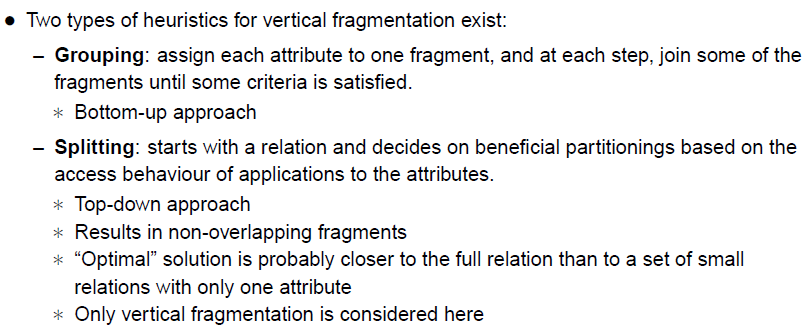 ● Two types of heuristics for vertical fragmentation exist:
– Grouping: assign each attribute to one fragment, and at each step, join some of the
fragments until some criteria is satisfied.
∗ Bottom-up approach
– Splitting: starts with a relation and decides on beneficial partitionings based on the
access behaviour of applications to the attributes.
∗ Top-down approach
∗ Results in non-overlapping fragments
∗ “Optimal” solution is probably closer to the full relation than to a set of small
relations with only one attribute
∗ Only vertical fragmentation is considered here